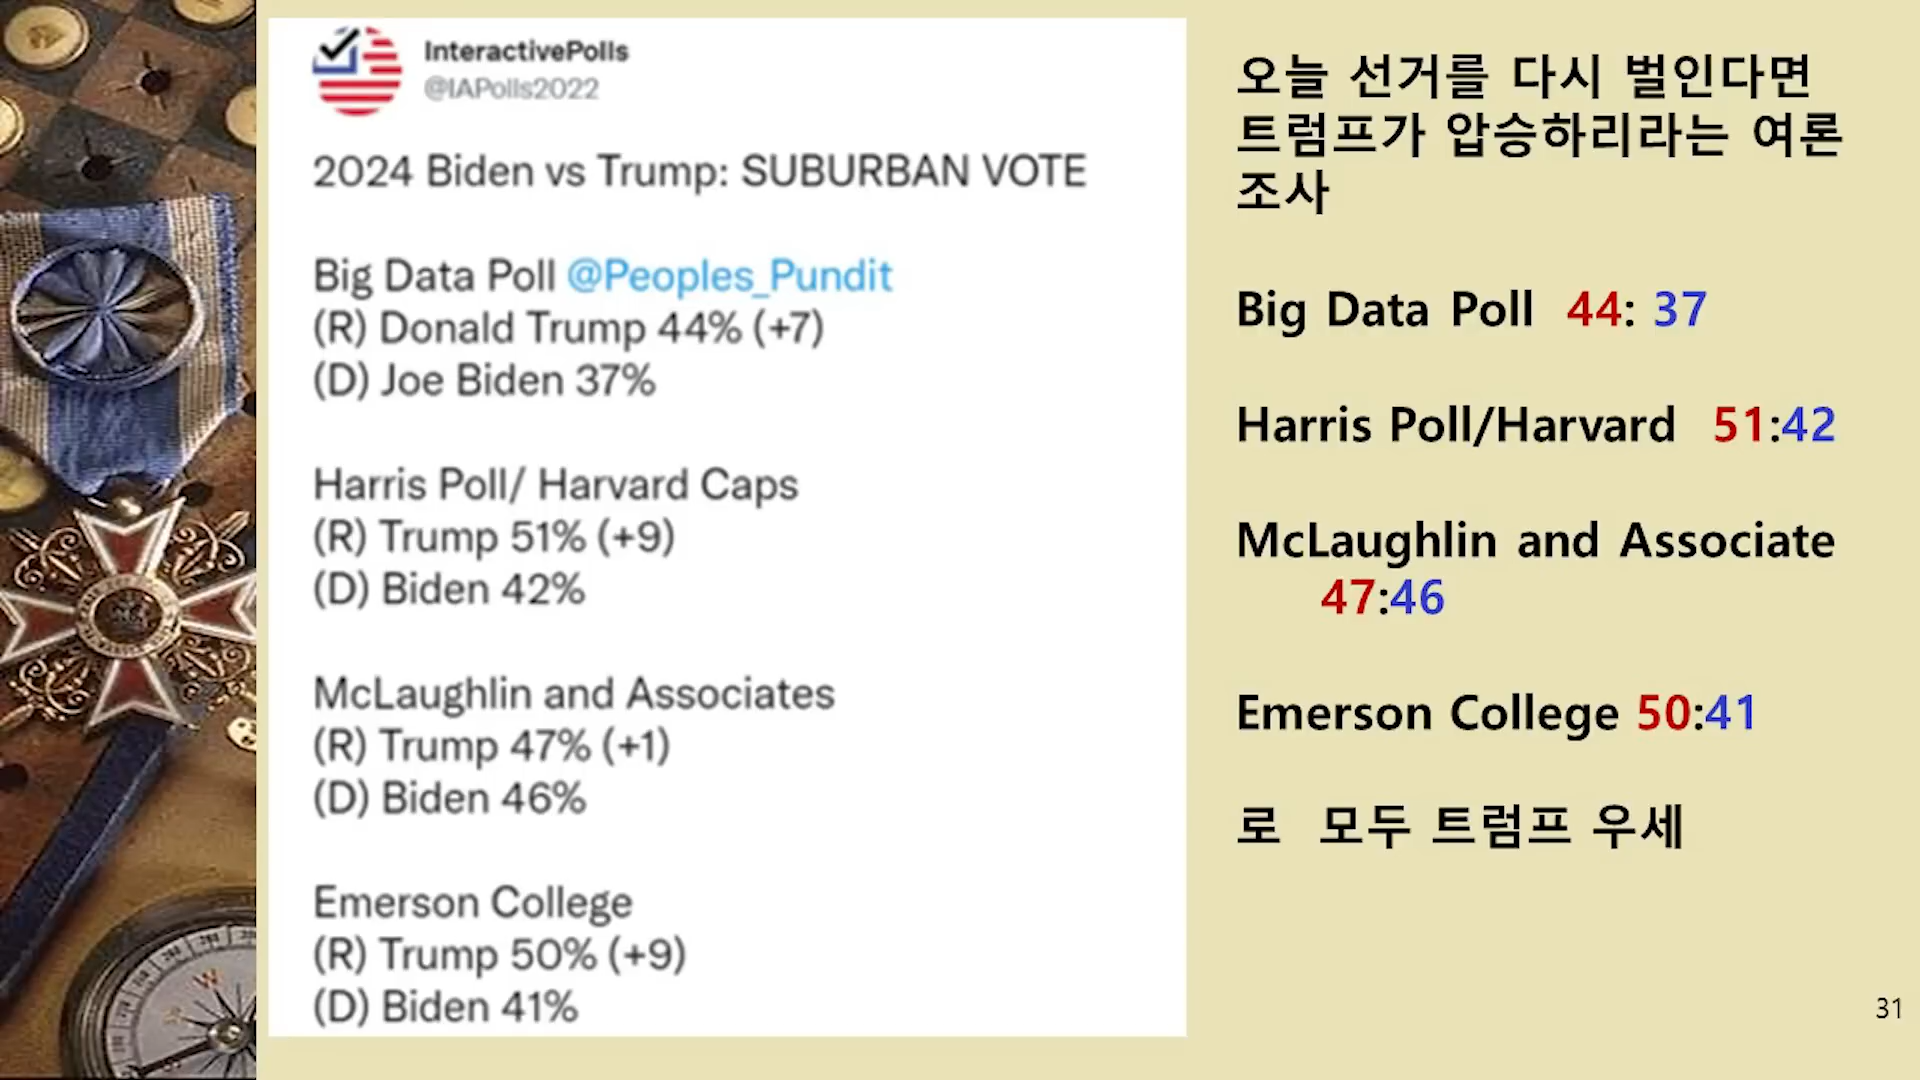 InteractivePolls
@IAPolls2022
2024 Biden vs Trump: SUBURBAN VOTE
Big Data Poll @Peoples_Pundit
(R) Donald Trump 44% (+7)
(D) Joe Biden 37%
Harris Poll/ Harvard Caps
(R) Trump 51% (+9)
(D) Biden 42%
McLaughlin and Associates
(R) Trump 47% (+1)
(D) Biden 46%
Emerson College
(R) Trump 50% (+9)
(D) Biden 41%
오늘 선거를 다시 벌인다면
트럼프가 압승하리라는 여론
조사
Big Data Poll 44: 37
Harris Poll/Harvard 51:42
McLaughlin and Associate
47:46
Emerson College 50:41
로 모두 트럼프 우세
31